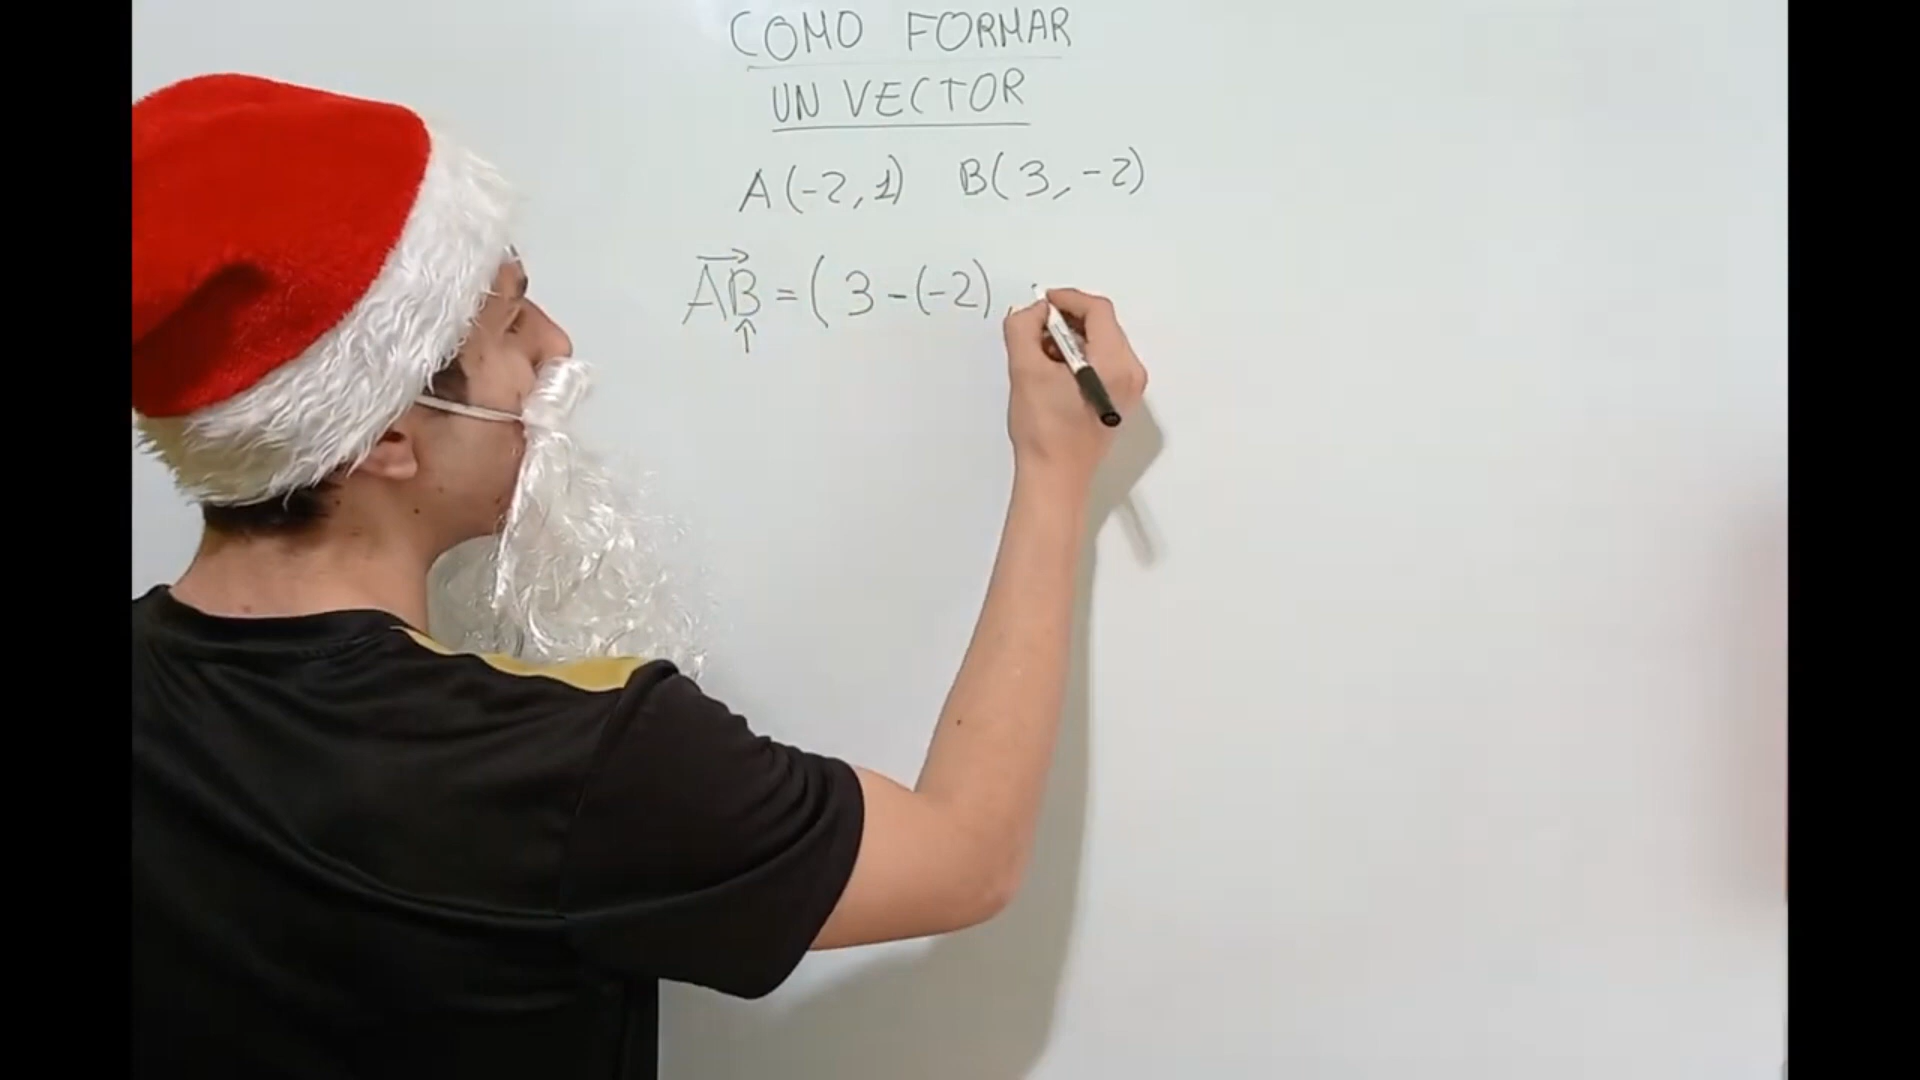 COMO FORMAR
UN VECTOR
A(-2,1) B(3,-2)
AB = ( 3-(-2) ,